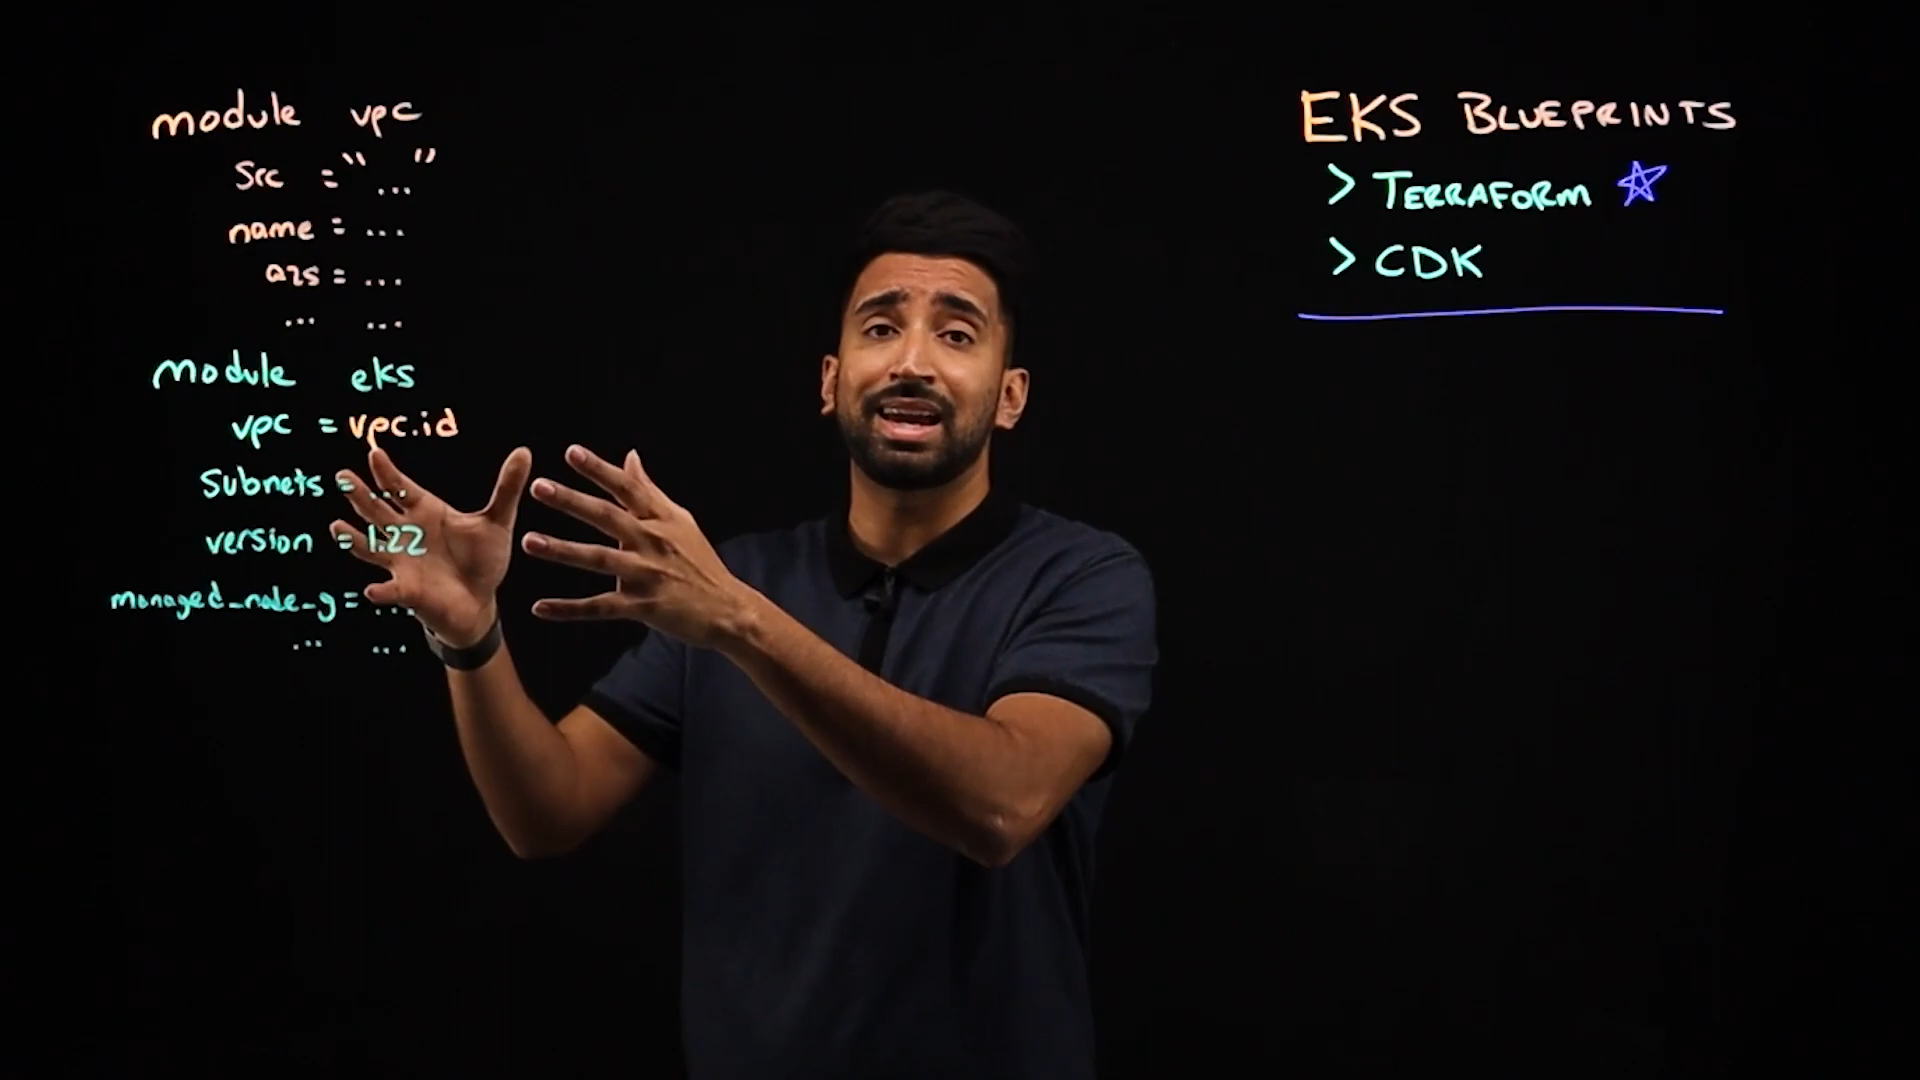 module vpc
src = "..."
name = ...
azs = ...
... ...
module eks
vpc = vpc.id
Subnets = ...
version = 1.22
managed_node_g = ...
... ...
EKS BLUEPRINTS
> TERRAFORM
> CDK